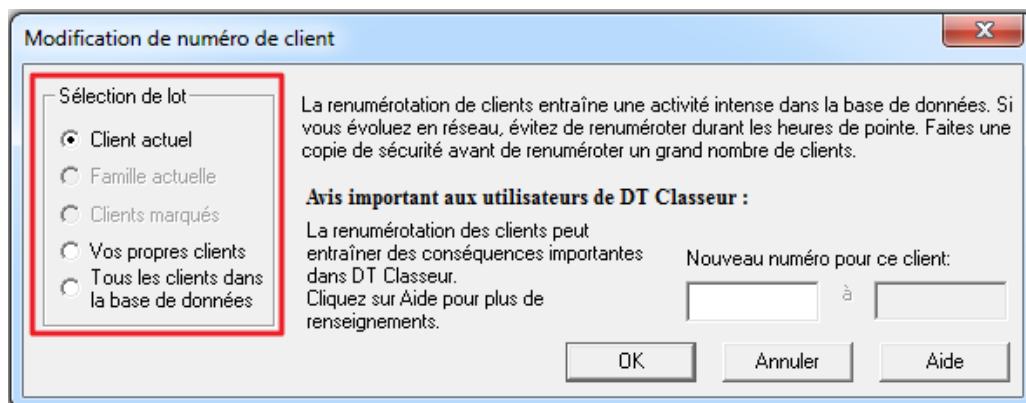 Modification de numéro de client
Sélection de lot
Client actuel
Famille actuelle
Clients marqués
Vos propres clients
Tous les clients dans
la base de données
La renumérotation de clients entraîne une activité intense dans la base de données. Si
vous évoluez en réseau, évitez de renuméroter durant les heures de pointe. Faites une
copie de sécurité avant de renuméroter un grand nombre de clients.
Avis important aux utilisateurs de DT Classeur :
La renumérotation des clients peut
entraîner des conséquences importantes
dans DT Classeur.
Cliquez sur Aide pour plus de
renseignements.
Nouveau numéro pour ce client:
à
OK
Annuler
Aide